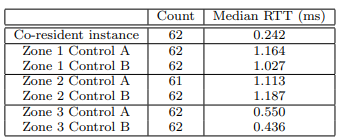 Count Median RTT (ms)
Co-resident instance 62 0.242
Zone 1 Control A 62 1.164
Zone 1 Control B 62 1.027
Zone 2 Control A 61 1.113
Zone 2 Control B 62 1.187
Zone 3 Control A 62 0.550
Zone 3 Control B 62 0.436